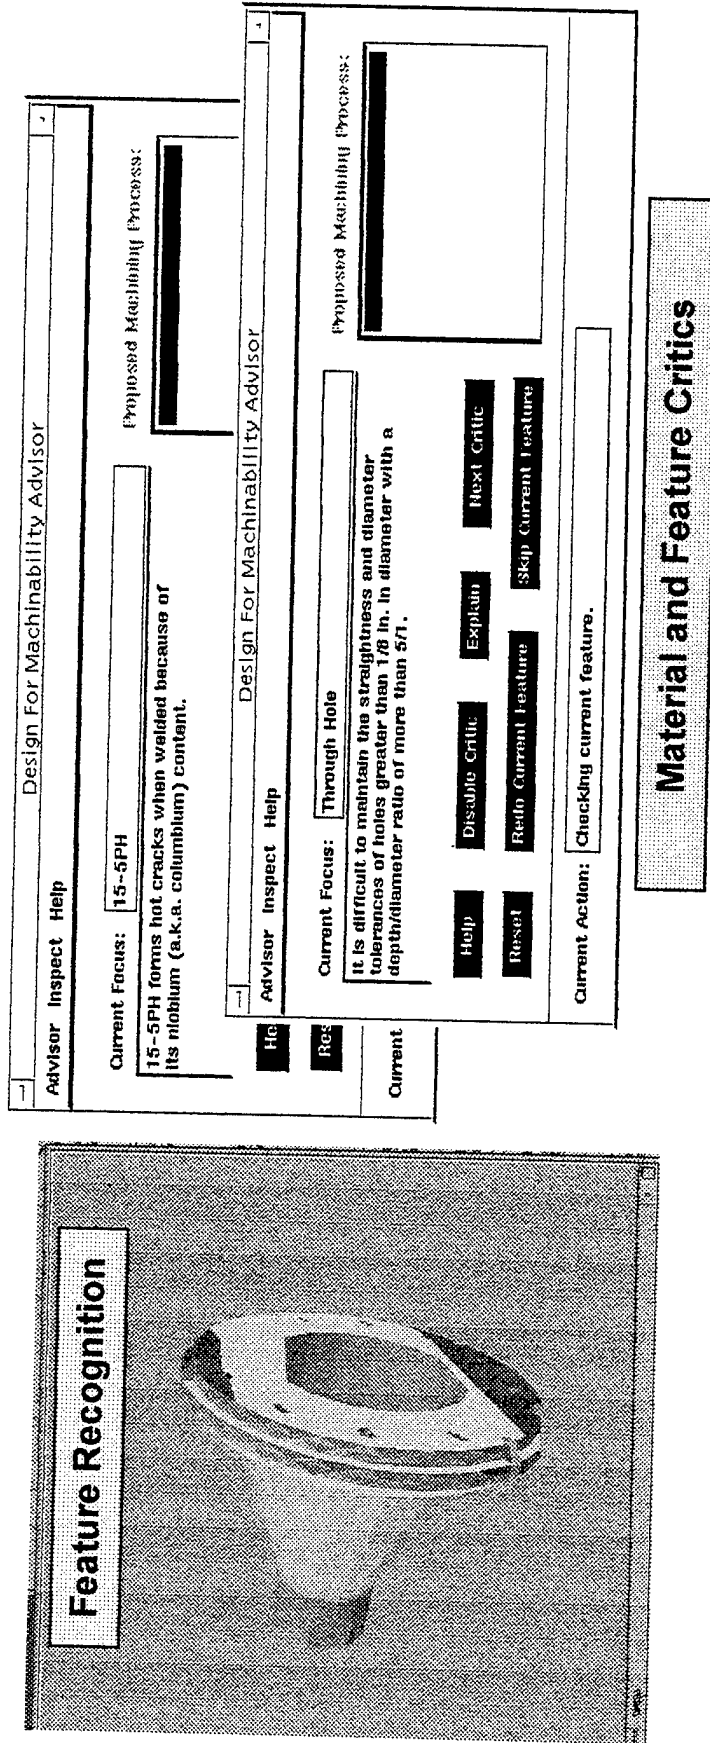 Feature Recognition
Design For Machinability Advisor
Advisor Inspect Help
Current Focus: 15-5PH
Proposed Machining Process:
15-5PH forms hot cracks when welded because of
its niobium (a.k.a. columbium) content.
He
Res
Current
Design For Machinability Advisor
Advisor Inspect Help
Current Focus: Through Hole
Proposed Machining Process:
It is difficult to maintain the straightness and diameter
tolerances of holes greater than 1/8 in. in diameter with a
depth/diameter ratio of more than 5/1.
Help Disable Critic Explain Next Critic
Reset Redo Current Feature Skip Current Feature
Current Action: Checking current feature.
Material and Feature Critics